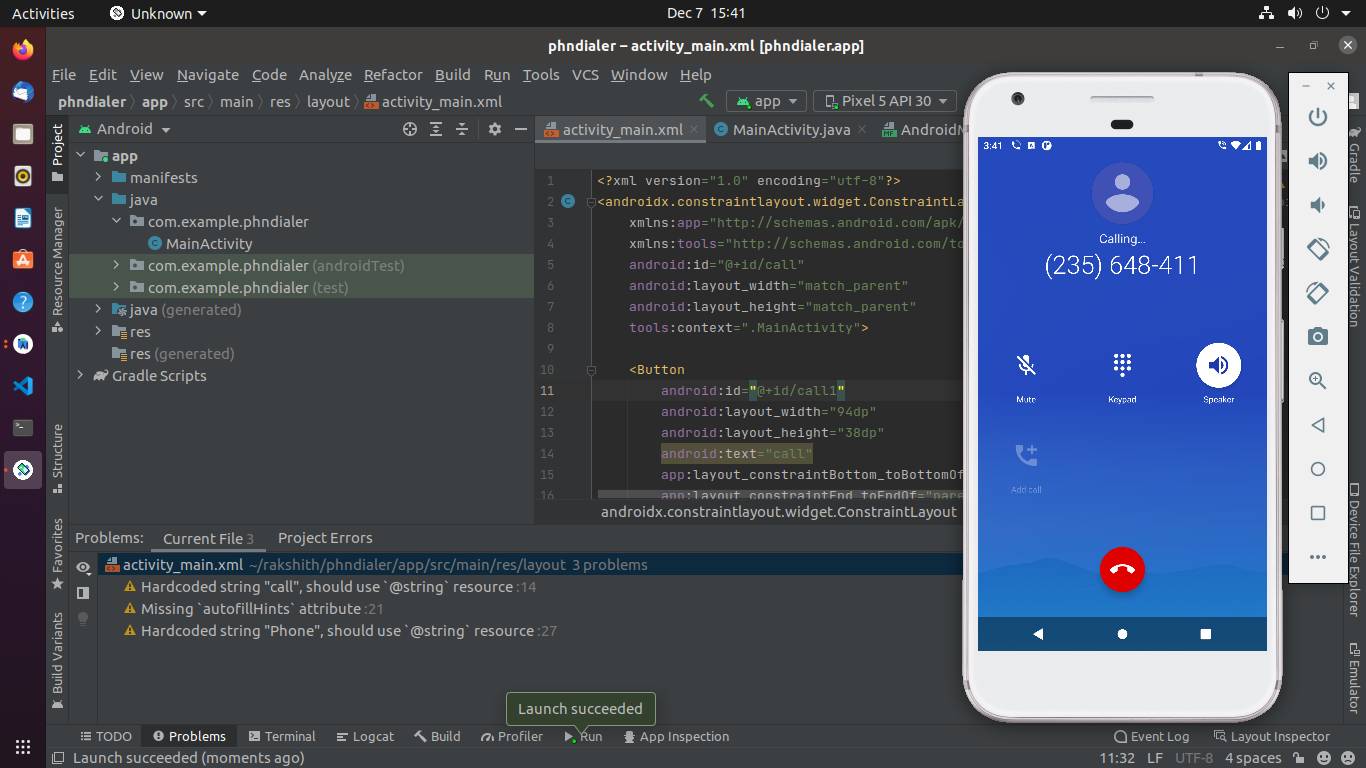 Activities
Unknown
Dec 7 15:41
phndialer – activity_main.xml [phndialer.app]
File Edit View Navigate Code Analyze Refactor Build Run Tools VCS Window Help
phndialer app src main res layout activity_main.xml
app
Pixel 5 API 30
Project
Resource Manager
Structure
Favorites
Build Variants
Android
app
manifests
java
com.example.phndialer
MainActivity
com.example.phndialer (androidTest)
com.example.phndialer (test)
java (generated)
res
res (generated)
Gradle Scripts
activity_main.xml
MainActivity.java
1 <?xml version="1.0" encoding="utf-8"?>
2 <androidx.constraintlayout.widget.ConstraintLa
3 xmlns:app="http://schemas.android.com/apk/
4 xmlns:tools="http://schemas.android.com/to
5 android:id="@+id/call"
6 android:layout_width="match_parent"
7 android:layout_height="match_parent"
8 tools:context=".MainActivity">
9
10 <Button
11 android:id="@+id/call1"
12 android:layout_width="94dp"
13 android:layout_height="38dp"
14 android:text="call"
15 app:layout_constraintBottom_toBottomOf
16 app:layout_constraintEnd_toEndOf="pare
androidx.constraintlayout.widget.ConstraintLayout
3:41
Calling...
(235) 648-411
Mute
Keypad
Speaker
Add call
Gradle
Layout Validation
Device File Explorer
Emulator
Problems: Current File 3 Project Errors
activity_main.xml ~/rakshith/phndialer/app/src/main/res/layout 3 problems
Hardcoded string "call", should use `@string` resource :14
Missing `autofillHints` attribute :21
Hardcoded string "Phone", should use `@string` resource :27
Launch succeeded
TODO Problems Terminal Logcat Build Profiler Run App Inspection Event Log Layout Inspector
Launch succeeded (moments ago)
11:32 LF UTF-8 4 spaces